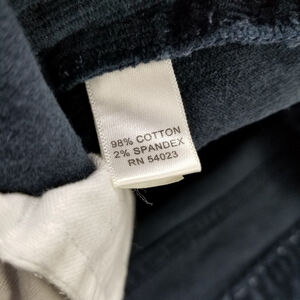 98% COTTON
2% SPANDEX
RN 54023